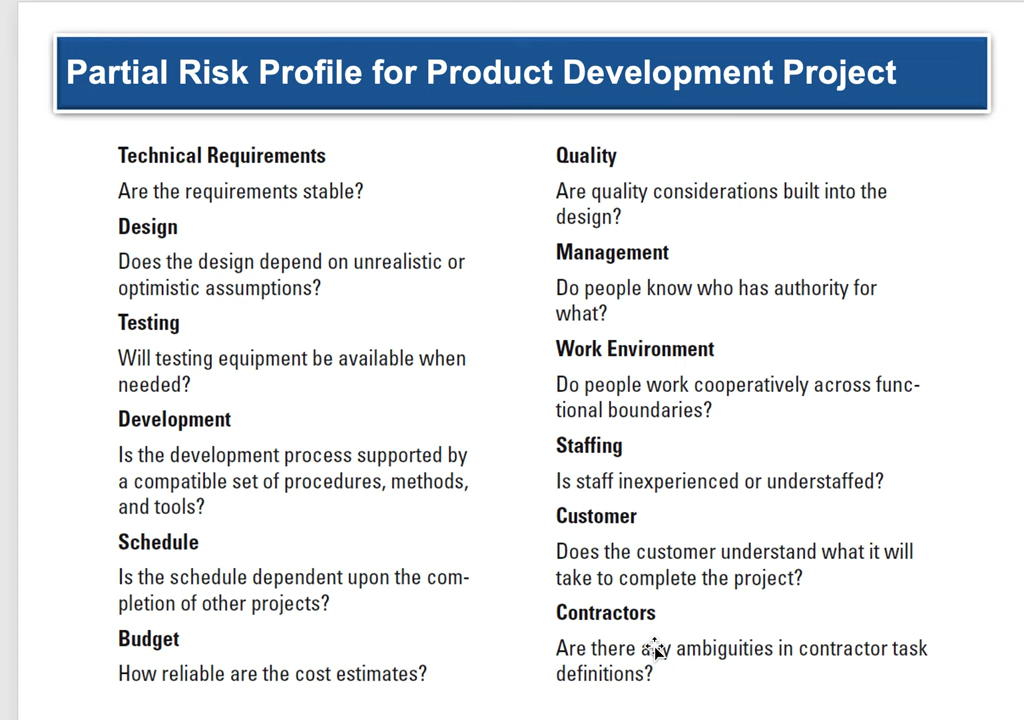 Partial Risk Profile for Product Development Project
Technical Requirements
Are the requirements stable?
Design
Does the design depend on unrealistic or
optimistic assumptions?
Testing
Will testing equipment be available when
needed?
Development
Is the development process supported by
a compatible set of procedures, methods,
and tools?
Schedule
Is the schedule dependent upon the com-
pletion of other projects?
Budget
How reliable are the cost estimates?
Quality
Are quality considerations built into the
design?
Management
Do people know who has authority for
what?
Work Environment
Do people work cooperatively across func-
tional boundaries?
Staffing
Is staff inexperienced or understaffed?
Customer
Does the customer understand what it will
take to complete the project?
Contractors
Are there any ambiguities in contractor task
definitions?